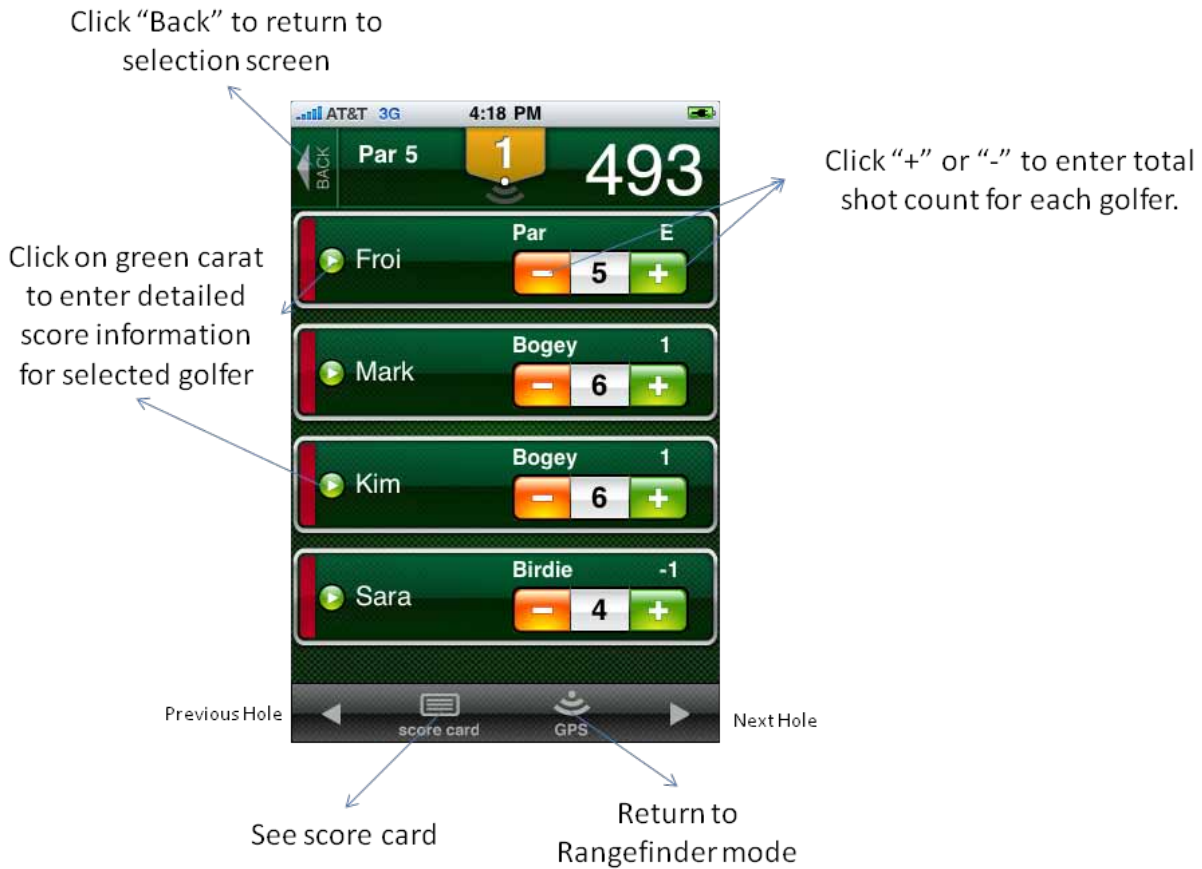 Click “Back” to return to
selection screen
AT&T 3G 4:18 PM
BACK
Par 5
1
493
Click “+” or “-” to enter total
shot count for each golfer.
Click on green carat
to enter detailed
score information
for selected golfer
Froi
Par E
− 5 +
Mark
Bogey 1
− 6 +
Kim
Bogey 1
− 6 +
Sara
Birdie -1
− 4 +
Previous Hole
score card
GPS
Next Hole
See score card
Return to
Rangefinder mode